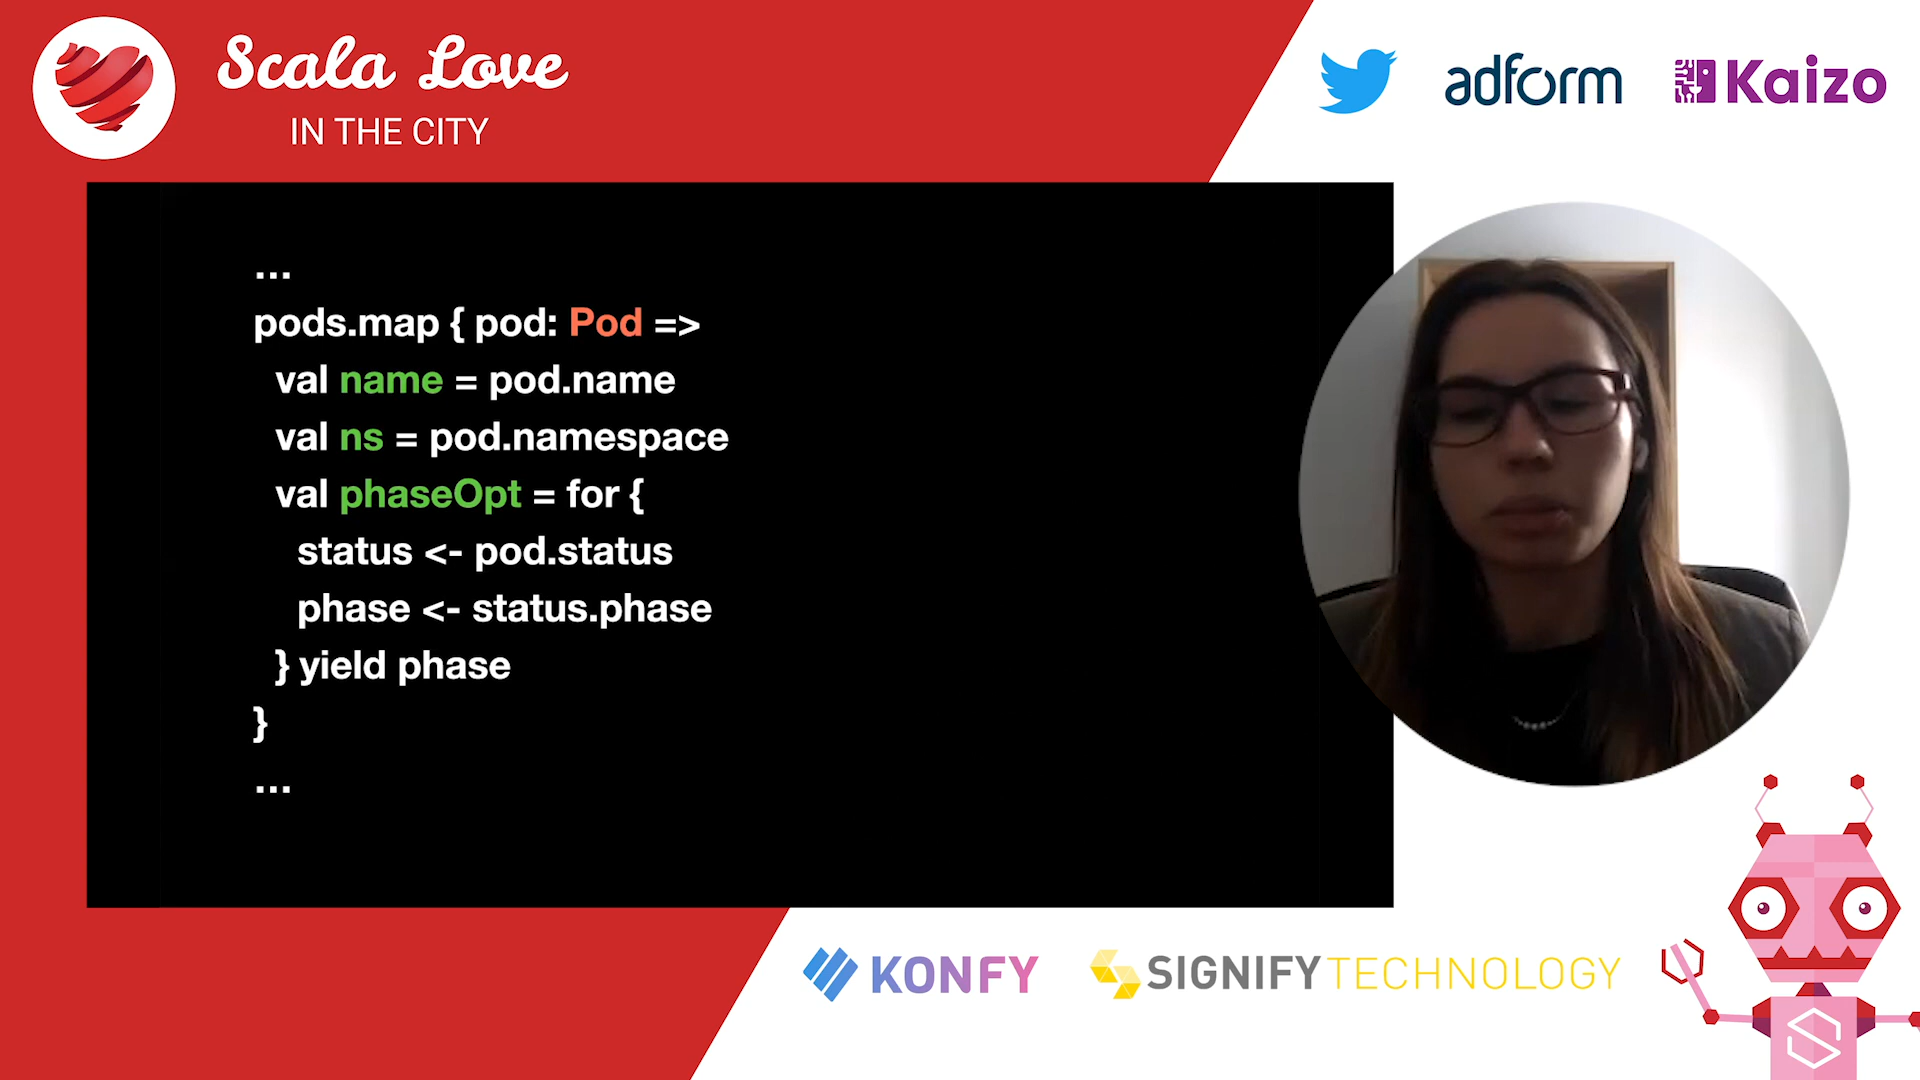 Scala Love
IN THE CITY
adform
Kaizo
...
pods.map { pod: Pod =>
val name = pod.name
val ns = pod.namespace
val phaseOpt = for {
status <- pod.status
phase <- status.phase
} yield phase
}
...
KONFY
SIGNIFY TECHNOLOGY